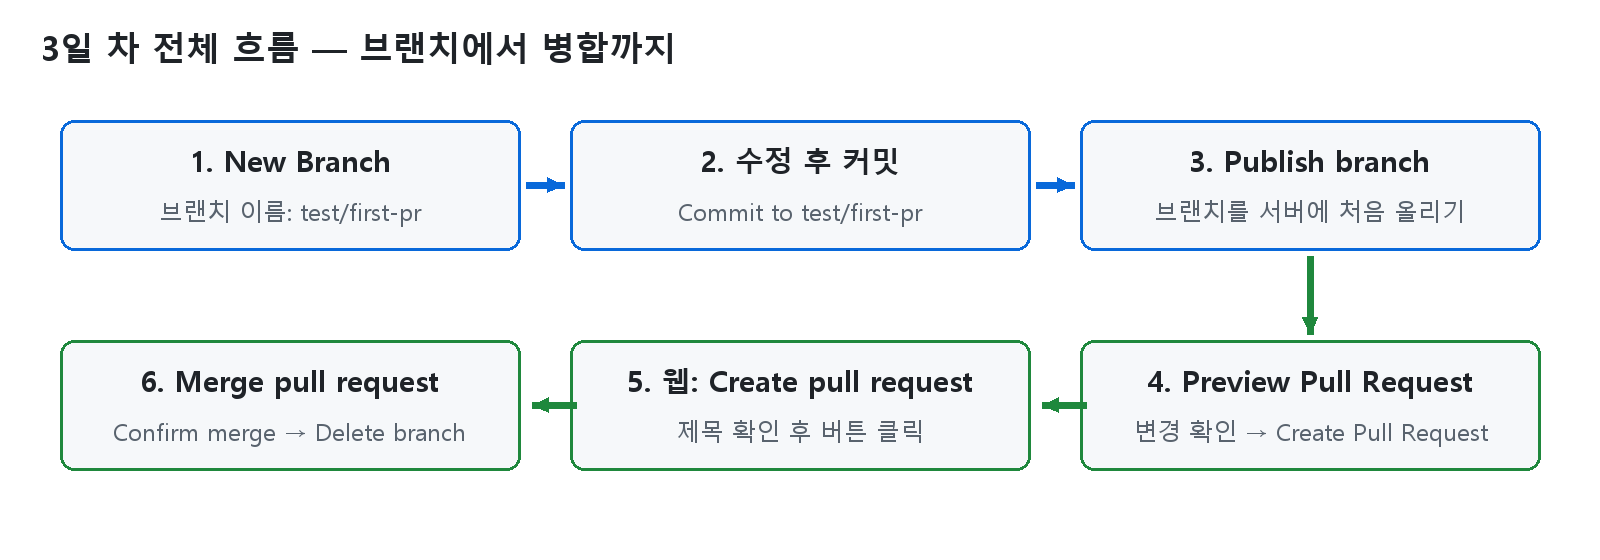 3일 차 전체 흐름 — 브랜치에서 병합까지
1. New Branch
브랜치 이름: test/first-pr
2. 수정 후 커밋
Commit to test/first-pr
3. Publish branch
브랜치를 서버에 처음 올리기
4. Preview Pull Request
변경 확인 → Create Pull Request
5. 웹: Create pull request
제목 확인 후 버튼 클릭
6. Merge pull request
Confirm merge → Delete branch